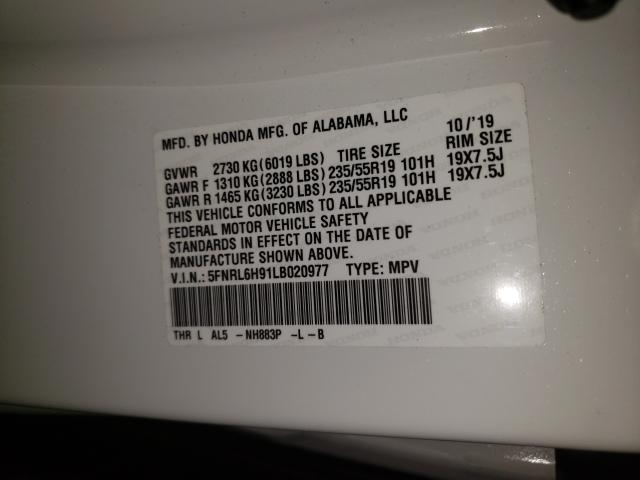 MFD. BY HONDA MFG. OF ALABAMA, LLC 10/'19
GVWR 2730 KG(6019 LBS) TIRE SIZE RIM SIZE
GAWR F 1310 KG(2888 LBS) 235/55R19 101H 19X7.5J
GAWR R 1465 KG(3230 LBS) 235/55R19 101H 19X7.5J
THIS VEHICLE CONFORMS TO ALL APPLICABLE
FEDERAL MOTOR VEHICLE SAFETY
STANDARDS IN EFFECT ON THE DATE OF
MANUFACTURE SHOWN ABOVE.
V.I.N.: 5FNRL6H91LB020977 TYPE: MPV
THR L AL5 -NH883P -L-B